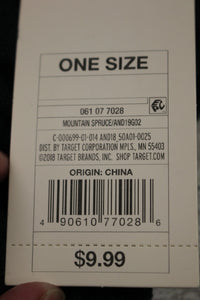 ONE SIZE
061 07 7028
MOUNTAIN SPRUCE/AND19G02
C-000699-01-014 AND18_SOA01-0025
DIST. BY TARGET CORPORATION MPLS., MN 55403
©2018 TARGET BRANDS, INC. SHOP TARGET.COM
ORIGIN: CHINA
4 90610 77028 6
$9.99